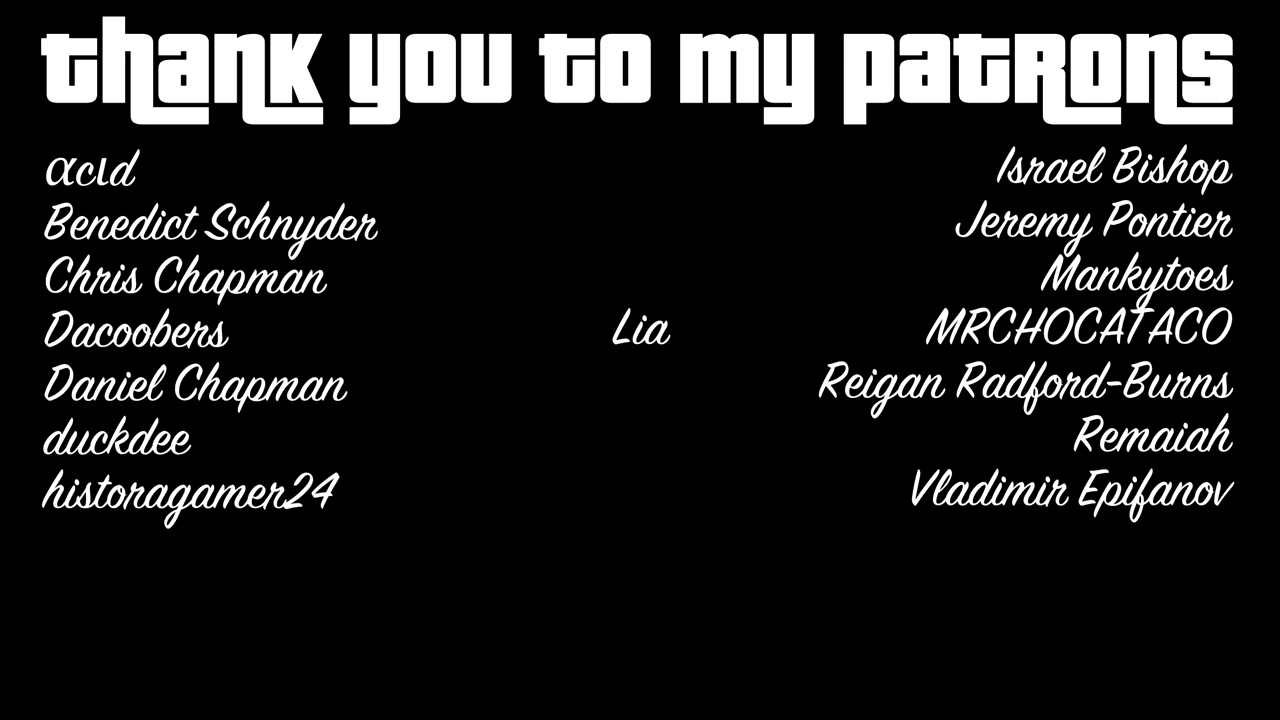 thank you to my patrons
αcιd
Benedict Schnyder
Chris Chapman
Dacoobers
Daniel Chapman
duckdee
historagamer24
Lia
Israel Bishop
Jeremy Pontier
Mankytoes
MRCHOCATACO
Reigan Radford-Burns
Remaiah
Vladimir Epifanov